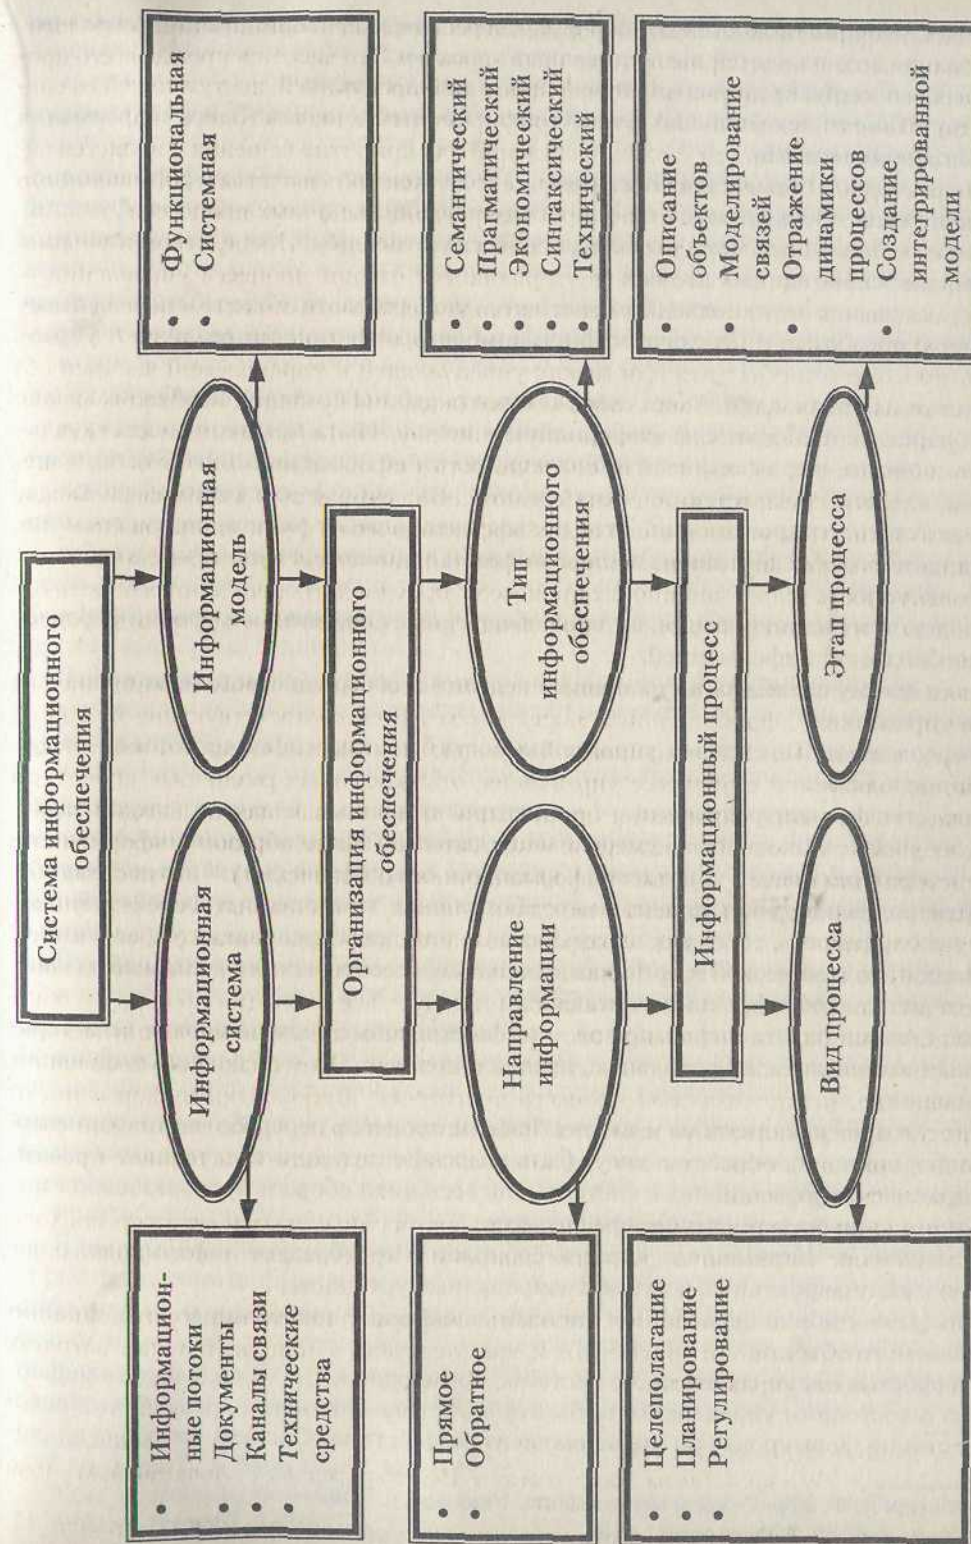 Система информационного
обеспечения
Информационная
система
Информационная
модель
• Информацион-
ные потоки
• Документы
• Каналы связи
• Технические
средства
• Функциональная
• Системная
Организация информационного
обеспечения
Направление
информации
Тип
информационного
обеспечения
• Прямое
• Обратное
• Семантический
• Прагматический
• Экономический
• Синтаксический
• Технический
Информационный процесс
Вид процесса
Этап процесса
• Целеполагание
• Планирование
• Регулирование
• Описание
объектов
• Моделирование
связей
• Отражение
динамики
процессов
• Создание
интегрированной
модели